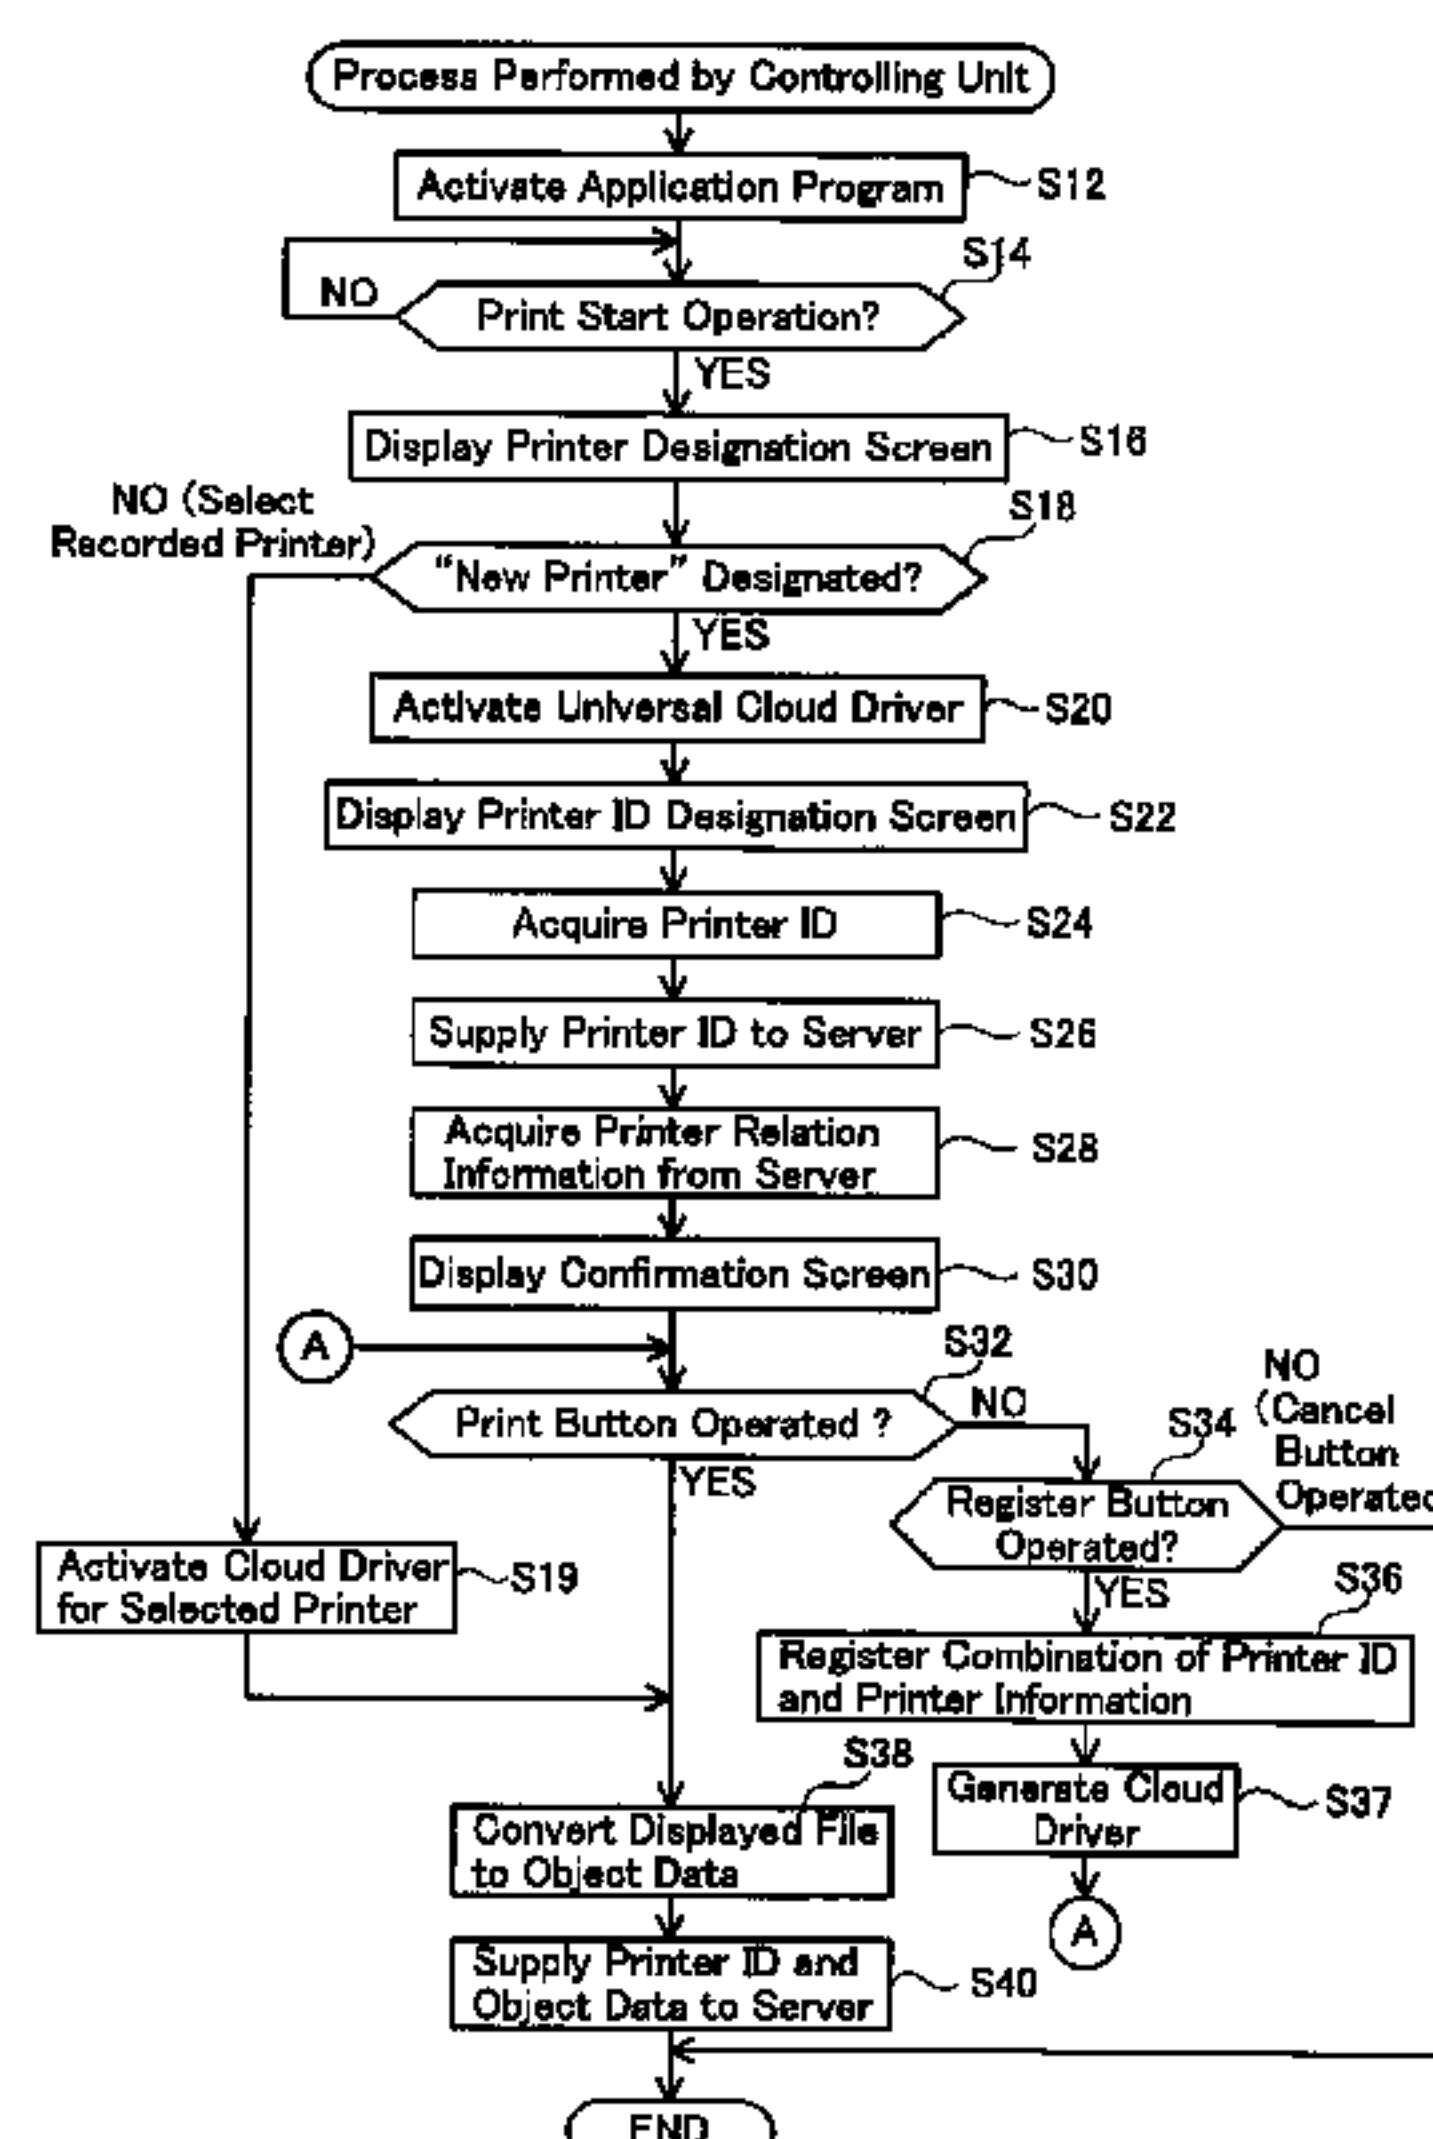 Process Performed by Controlling Unit
Activate Application Program
S12
S14
NO
Print Start Operation?
YES
Display Printer Designation Screen
S16
NO (Select
Recorded Printer)
S18
“New Printer” Designated?
YES
Activate Universal Cloud Driver
S20
Display Printer ID Designation Screen
S22
Acquire Printer ID
S24
Supply Printer ID to Server
S26
Acquire Printer Relation
Information from Server
S28
Display Confirmation Screen
S30
A
S32
Print Button Operated ?
NO
YES
S34
NO
(Cancel
Button
Operated
Register Button
Operated?
YES
Activate Cloud Driver
for Selected Printer
S19
S36
Register Combination of Printer ID
and Printer Information
S38
Convert Displayed File
to Object Data
Generate Cloud
Driver
S37
A
Supply Printer ID and
Object Data to Server
S40
END